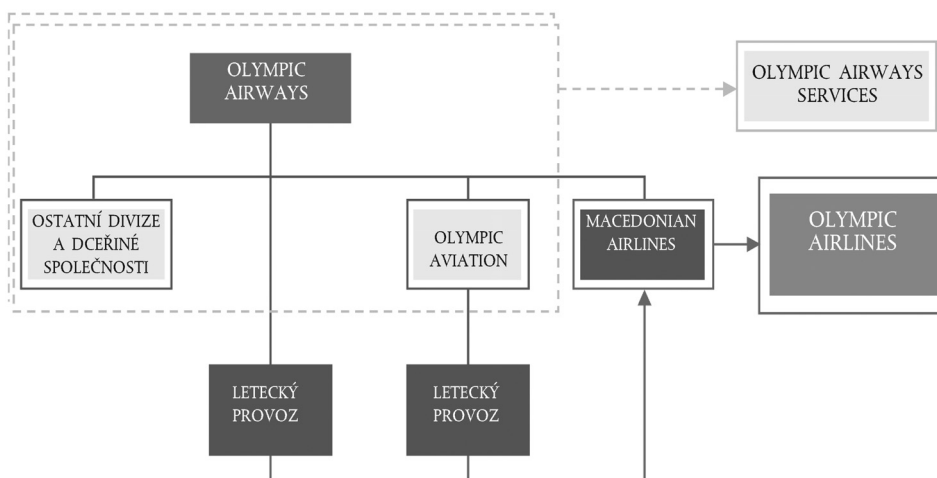 OLYMPIC
AIRWAYS
OLYMPIC AIRWAYS
SERVICES
OSTATNÍ DIVIZE
A DCEŘINÉ
SPOLEČNOSTI
OLYMPIC
AVIATION
MACEDONIAN
AIRLINES
OLYMPIC
AIRLINES
LETECKÝ
PROVOZ
LETECKÝ
PROVOZ